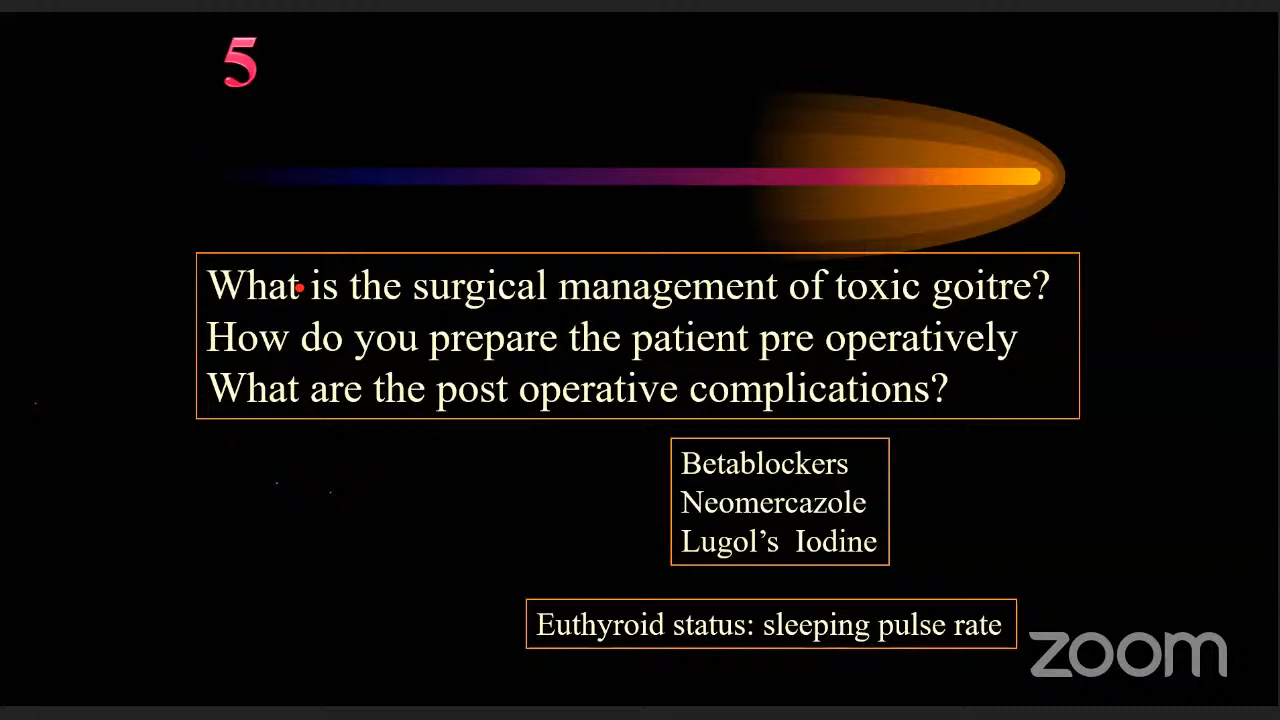 5
What is the surgical management of toxic goitre?
How do you prepare the patient pre operatively
What are the post operative complications?
Betablockers
Neomercazole
Lugol’s Iodine
Euthyroid status: sleeping pulse rate
zoom